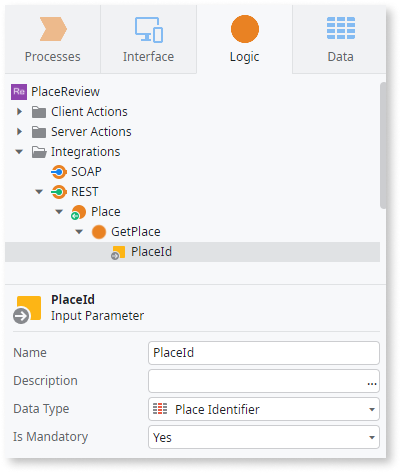 Processes
Interface
Logic
Data
Re PlaceReview
Client Actions
Server Actions
Integrations
SOAP
REST
Place
GetPlace
PlaceId
PlaceId
Input Parameter
Name PlaceId
Description ...
Data Type Place Identifier
Is Mandatory Yes